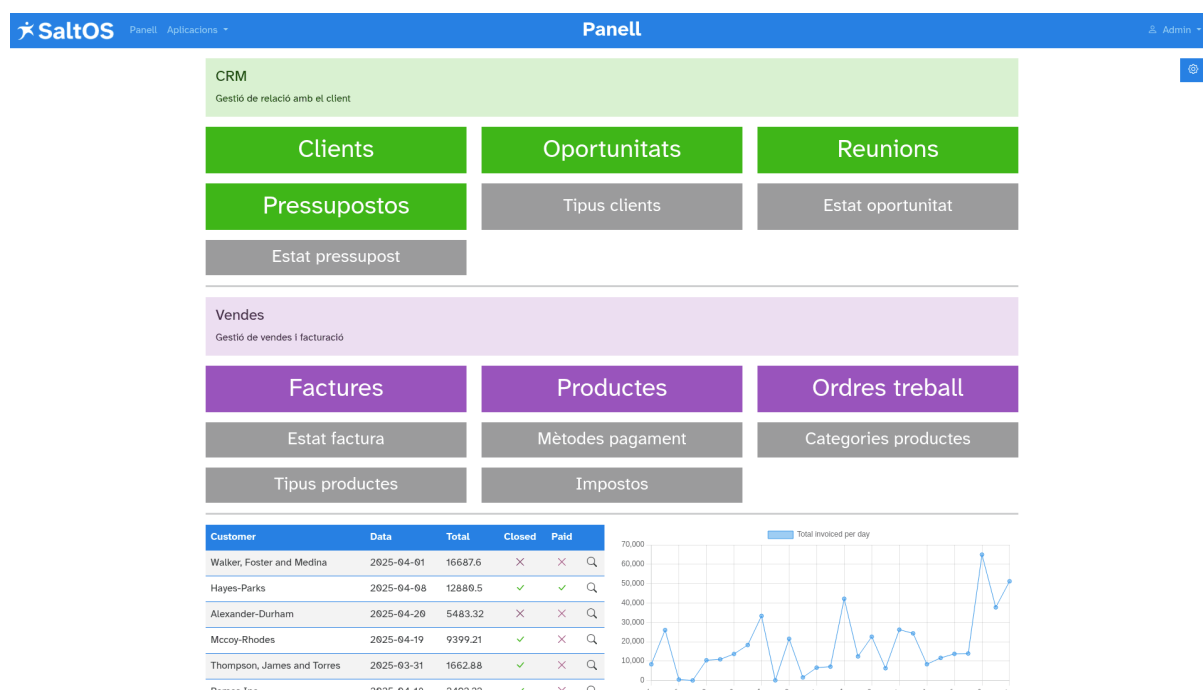 SaltOS Panell Aplicacions Panell Admin
CRM
Gestió de relació amb el client
Clients Oportunitats Reunions
Pressupostos Tipus clients Estat oportunitat
Estat pressupost
Vendes
Gestió de vendes i facturació
Factures Productes Ordres treball
Estat factura Mètodes pagament Categories productes
Tipus productes Impostos
Customer Data Total Closed Paid
Walker, Foster and Medina 2025-04-01 16687.6
Hayes-Parks 2025-04-08 12880.5
Alexander-Durham 2025-04-20 5483.32
Mccoy-Rhodes 2025-04-19 9399.21
Thompson, James and Torres 2025-03-31 1662.88
Total invoiced per day
70,000
60,000
50,000
40,000
30,000
20,000
10,000
0